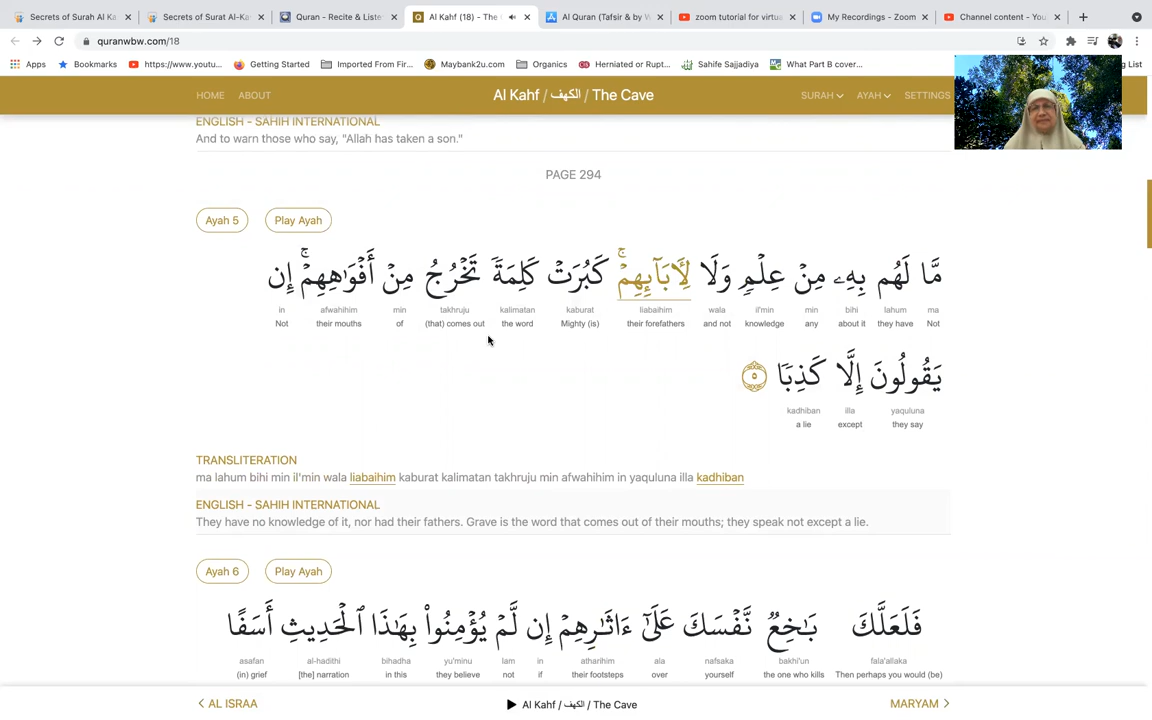 Secrets of Surah Al Ka
Secrets of Surat Al-Ka
Quran - Recite & Liste
Al Kahf (18) - The
Al Quran (Tafsir & by W
zoom tutorial for virtua
My Recordings - Zoom
Channel content - You
quranwbw.com/18
Apps
Bookmarks
https://www.youtu...
Getting Started
Imported From Fir...
Maybank2u.com
Organics
Herniated or Rupt...
Sahife Sajjadiya
What Part B cover...
List
HOME
ABOUT
Al Kahf / الكهف / The Cave
SURAH
AYAH
SETTINGS
ENGLISH - SAHIH INTERNATIONAL
And to warn those who say, "Allah has taken a son."
PAGE 294
Ayah 5
Play Ayah
مَّا لَهُم بِهِۦ مِنْ عِلْمٍ وَلَا لِأَبَآئِهِمْ ۚ كَبُرَتْ كَلِمَةً تَخْرُجُ مِنْ أَفْوَٰهِهِمْ ۚ إِن
in afwahihim min takhruju kalimatan kaburat liabaihim wala il'min min bihi lahum ma
Not their mouths of (that) comes out the word Mighty (is) their forefathers and not knowledge any about it they have Not
يَقُولُونَ إِلَّا كَذِبًا ٥
kadhiban illa yaquluna
a lie except they say
TRANSLITERATION
ma lahum bihi min il'min wala liabaihim kaburat kalimatan takhruju min afwahihim in yaquluna illa kadhiban
ENGLISH - SAHIH INTERNATIONAL
They have no knowledge of it, nor had their fathers. Grave is the word that comes out of their mouths; they speak not except a lie.
Ayah 6
Play Ayah
فَلَعَلَّكَ بَـٰخِعٌ نَّفْسَكَ عَلَىٰٓ ءَاثَـٰرِهِمْ إِن لَّمْ يُؤْمِنُوا۟ بِهَـٰذَا ٱلْحَدِيثِ أَسَفًا
asafan al-hadithi bihadha yu'minu lam in atharihim ala nafsaka bakhi'un fala'allaka
(in) grief [the] narration in this they believe not if their footsteps over yourself the one who kills Then perhaps you would (be)
AL ISRAA
Al Kahf / الكهف / The Cave
MARYAM